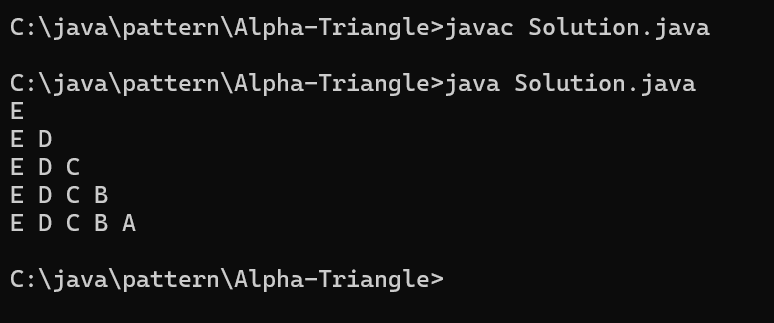 C:\java\pattern\Alpha-Triangle>javac Solution.java
C:\java\pattern\Alpha-Triangle>java Solution.java
E
E D
E D C
E D C B
E D C B A
C:\java\pattern\Alpha-Triangle>